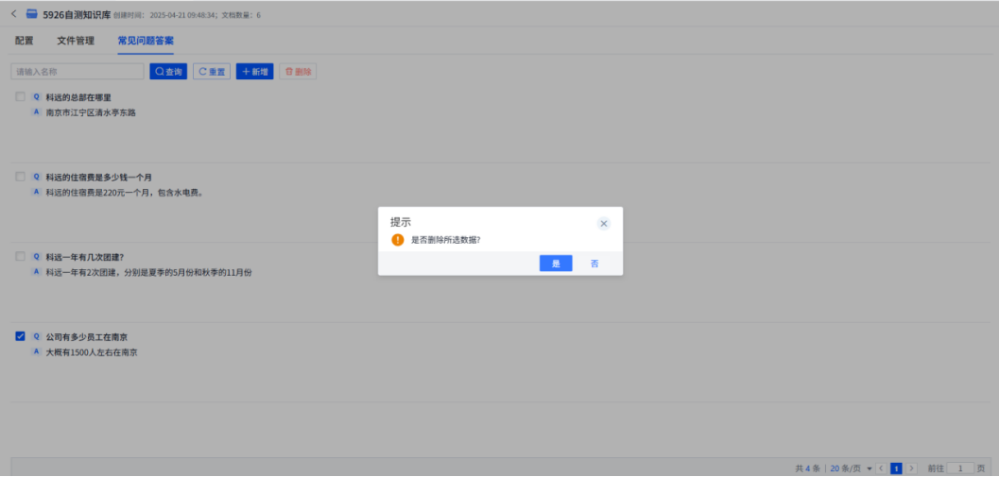 5926自测知识库 创建时间： 2025-04-21 09:48:34；文档数量：6
配置 文件管理 常见问题答案
请输入名称 查询 重置 新增 删除
Q 科远的总部在哪里
A 南京市江宁区清水亭东路
Q 科远的住宿费是多少钱一个月
A 科远的住宿费是220元一个月，包含水电费。
Q 科远一年有几次团建?
A 科远一年有2次团建，分别是夏季的5月份和秋季的11月份
Q 公司有多少员工在南京
A 大概有1500人左右在南京
提示
是否删除所选数据?
是 否
共 4 条 20 条/页 1 前往 1 页